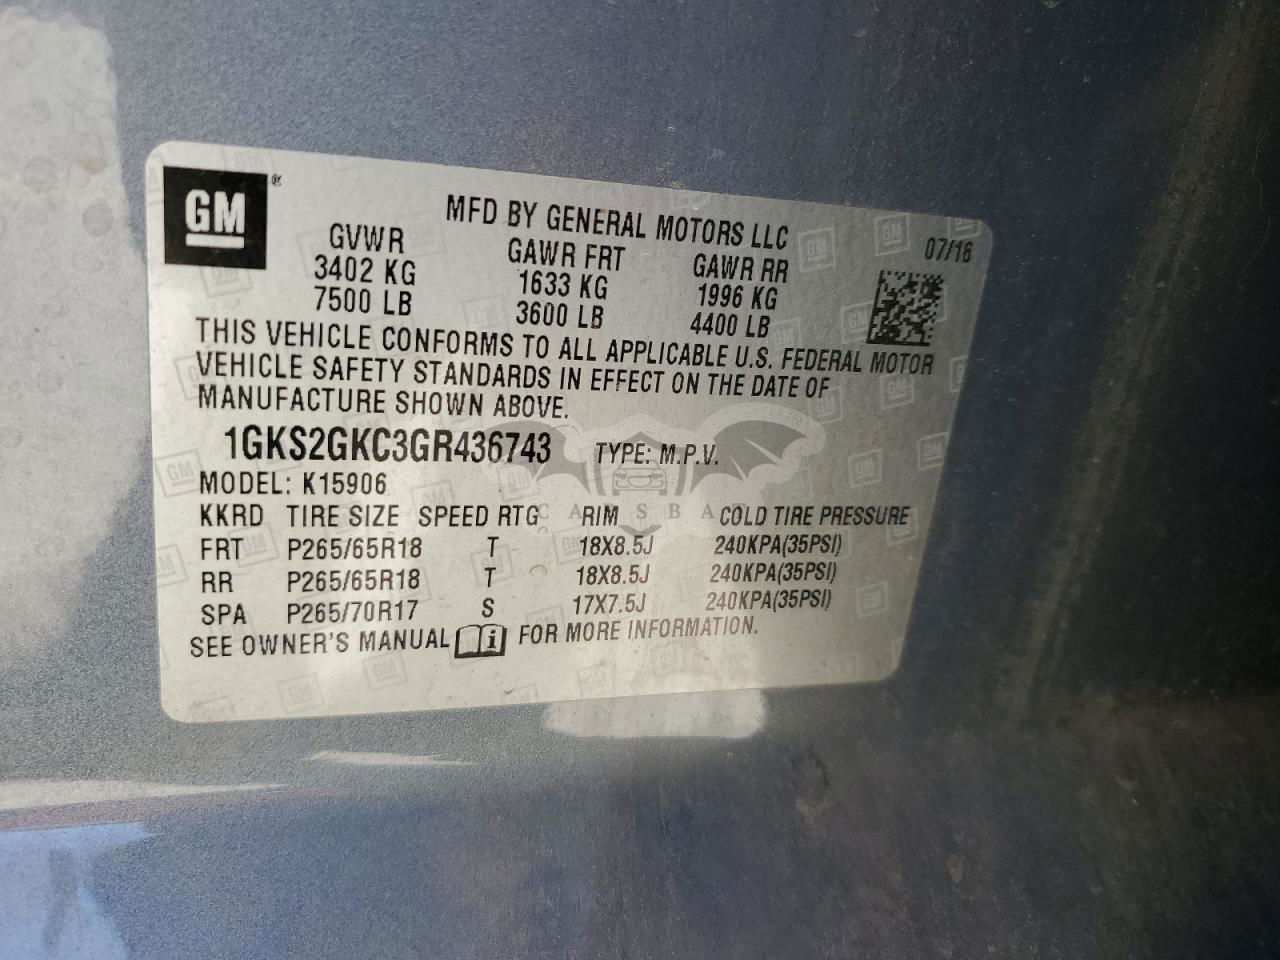 GM ®
MFD BY GENERAL MOTORS LLC
07/16
GVWR GAWR FRT GAWR RR
3402 KG 1633 KG 1996 KG
7500 LB 3600 LB 4400 LB
THIS VEHICLE CONFORMS TO ALL APPLICABLE U.S. FEDERAL MOTOR
VEHICLE SAFETY STANDARDS IN EFFECT ON THE DATE OF
MANUFACTURE SHOWN ABOVE.
1GKS2GKC3GR436743 TYPE: M.P.V.
MODEL: K15906
KKRD TIRE SIZE SPEED RTG RIM COLD TIRE PRESSURE
CARSBAT
FRT P265/65R18 T 18X8.5J 240KPA(35PSI)
RR P265/65R18 T 18X8.5J 240KPA(35PSI)
SPA P265/70R17 S 17X7.5J 240KPA(35PSI)
SEE OWNER'S MANUAL i FOR MORE INFORMATION.